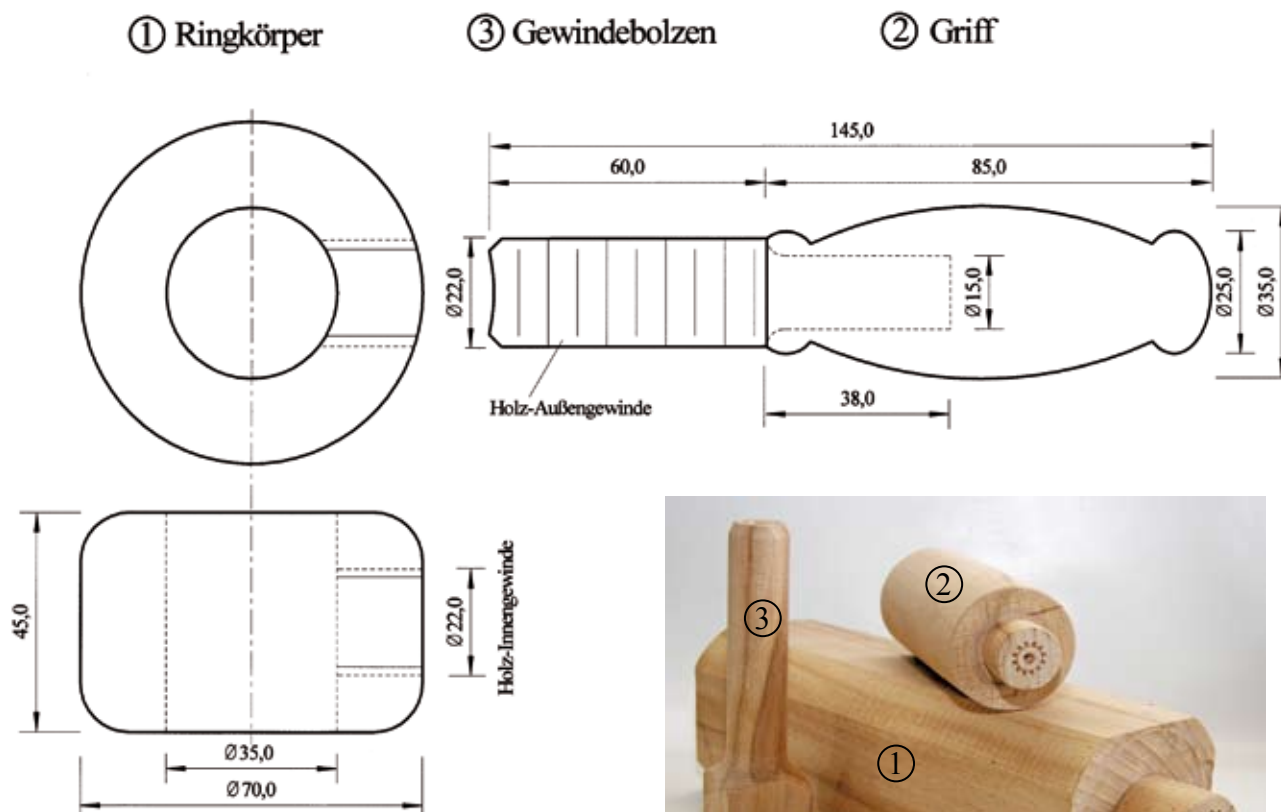 ① Ringkörper
③ Gewindebolzen
② Griff
145,0
60,0
85,0
Ø22,0
Ø15,0
Ø25,0
Ø35,0
Holz-Außengewinde
38,0
45,0
Ø22,0
Holz-Innengewinde
Ø35,0
Ø70,0
③
②
①